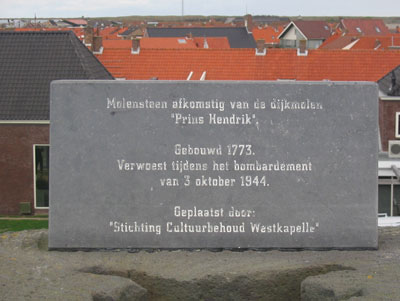 Molensteen afkomstig van de dijkmolen
"Prins Hendrik".
Gebouwd 1773.
Verwoest tijdens het bombardement
van 3 oktober 1944.
Geplaatst door:
"Stichting Cultuurbehoud Westkapelle"